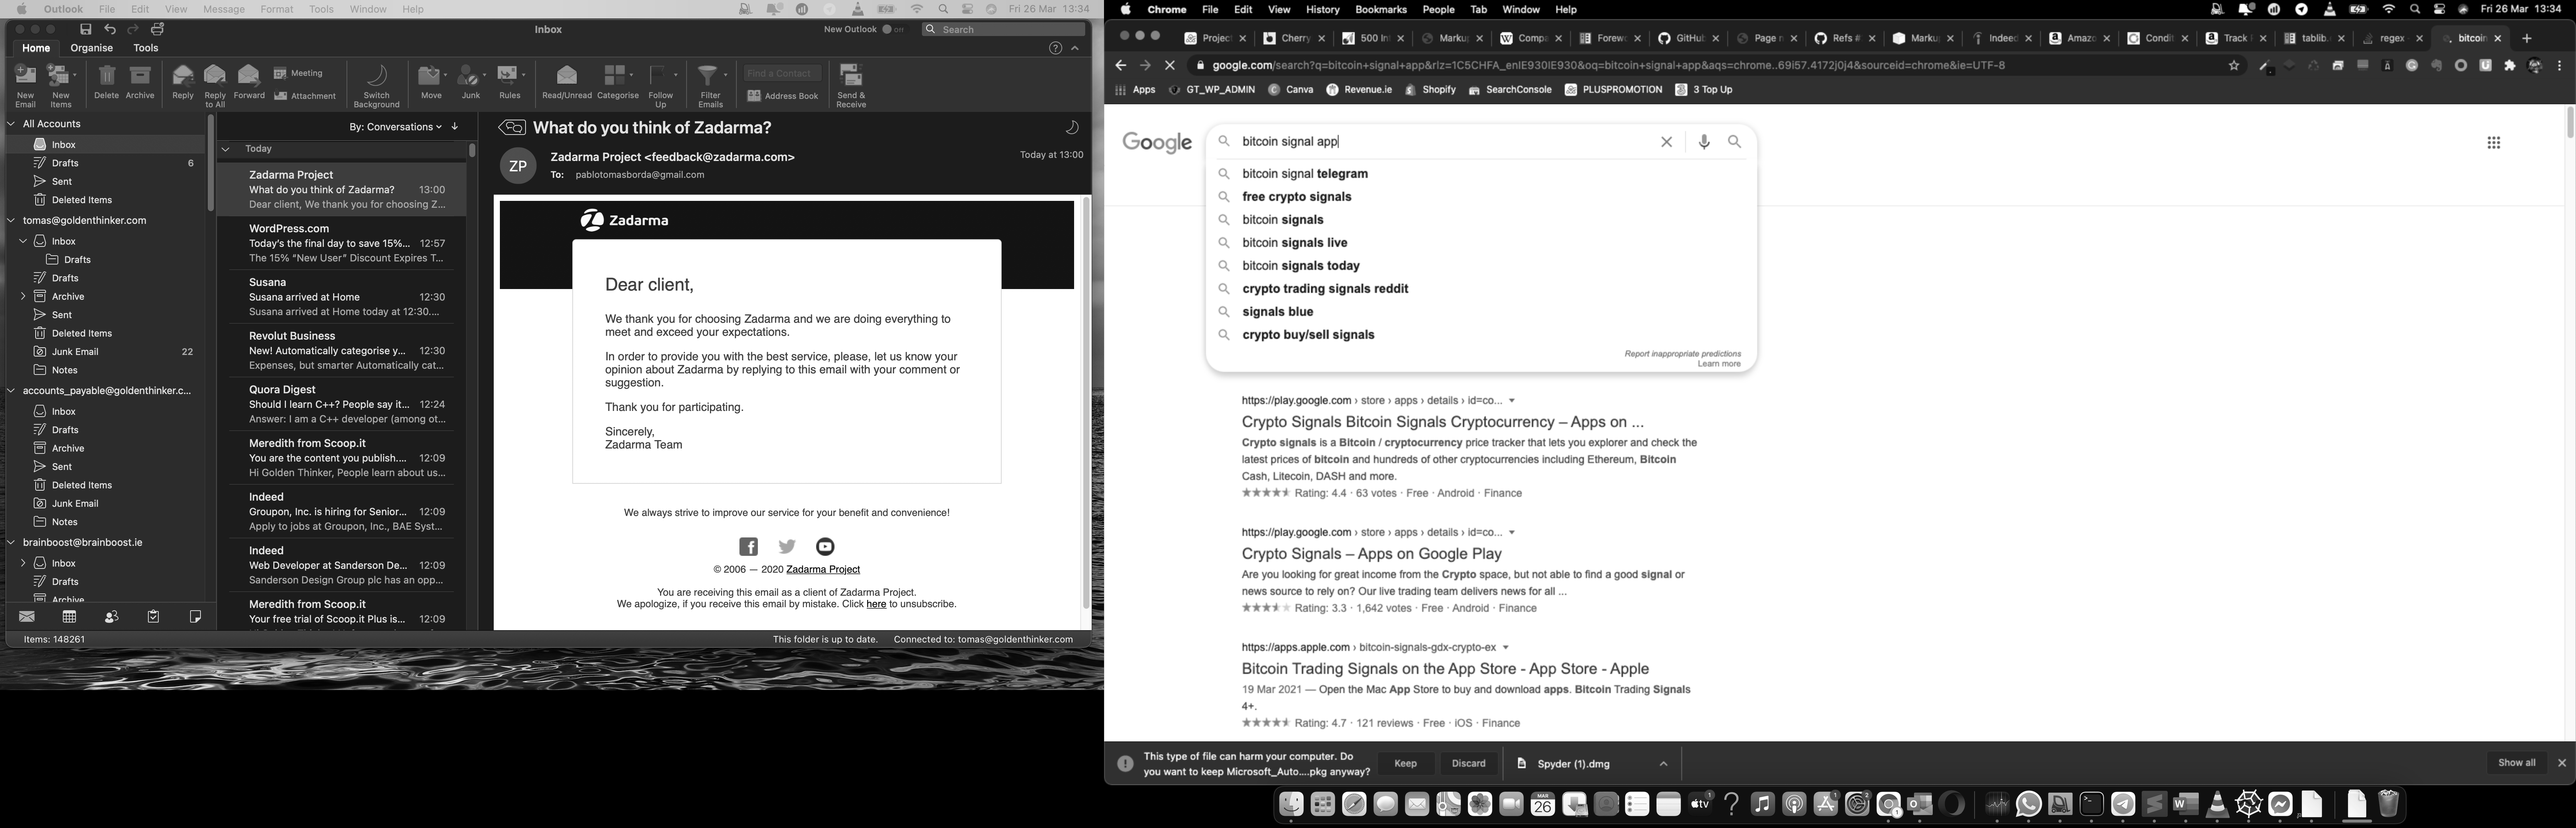 Outlook File Edit View Message Format Tools Window Help
Fri 26 Mar 13:34
Inbox
New Outlook
Search
Home Organise Tools
New Email
New Items
Delete
Archive
Reply
Reply to All
Forward
Meeting
Attachment
Switch Background
Move
Junk
Rules
Read/Unread
Categorise
Follow Up
Filter Emails
Find a Contact
Address Book
Send & Receive
All Accounts
Inbox
Drafts 6
Sent
Deleted Items
tomas@goldenthinker.com
Inbox
Drafts
Drafts
Archive
Sent
Deleted Items
Junk Email 22
Notes
accounts_payable@goldenthinker.c...
Inbox
Drafts
Archive
Sent
Deleted Items
Junk Email
Notes
brainboost@brainboost.ie
Inbox
Drafts
Archive
By: Conversations
Today
Zadarma Project
What do you think of Zadarma? 13:00
Dear client, We thank you for choosing Z...
WordPress.com
Today's the final day to save 15%... 12:57
The 15% "New User" Discount Expires T...
Susana
Susana arrived at Home 12:30
Susana arrived at Home today at 12:30....
Revolut Business
New! Automatically categorise y... 12:30
Expenses, but smarter Automatically cat...
Quora Digest
Should I learn C++? People say it... 12:24
Answer: I am a C++ developer (among ot...
Meredith from Scoop.it
You are the content you publish.... 12:09
Hi Golden Thinker, People learn about us...
Indeed
Groupon, Inc. is hiring for Senior... 12:09
Apply to jobs at Groupon, Inc., BAE Syst...
Indeed
Web Developer at Sanderson De... 12:09
Sanderson Design Group plc has an opp...
Meredith from Scoop.it
Your free trial of Scoop.it Plus is... 12:09
What do you think of Zadarma?
ZP
Zadarma Project <feedback@zadarma.com>
Today at 13:00
To: pablotomasborda@gmail.com
Zadarma
Dear client,
We thank you for choosing Zadarma and we are doing everything to
meet and exceed your expectations.
In order to provide you with the best service, please, let us know your
opinion about Zadarma by replying to this email with your comment or
suggestion.
Thank you for participating.
Sincerely,
Zadarma Team
We always strive to improve our service for your benefit and convenience!
© 2006 — 2020 Zadarma Project
You are receiving this email as a client of Zadarma Project.
We apologize, if you receive this email by mistake. Click here to unsubscribe.
Items: 148261
This folder is up to date.
Connected to: tomas@goldenthinker.com
Chrome File Edit View History Bookmarks People Tab Window Help
Fri 26 Mar 13:34
Project Cherry 500 In Marku Compa Forew GitHub Page n Refs # Marku Indeed Amazo Condit Track tablib. regex bitcoin
google.com/search?q=bitcoin+signal+app&rlz=1C5CHFA_enIE930IE930&oq=bitcoin+signal+app&aqs=chrome..69i57.4172j0j4&sourceid=chrome&ie=UTF-8
Apps GT_WP_ADMIN Canva Revenue.ie Shopify SearchConsole PLUSPROMOTION 3 Top Up
Google
bitcoin signal app
bitcoin signal telegram
free crypto signals
bitcoin signals
bitcoin signals live
bitcoin signals today
crypto trading signals reddit
signals blue
crypto buy/sell signals
Report inappropriate predictions
Learn more
https://play.google.com › store › apps › details › id=co...
Crypto Signals Bitcoin Signals Cryptocurrency – Apps on ...
Crypto signals is a Bitcoin / cryptocurrency price tracker that lets you explorer and check the
latest prices of bitcoin and hundreds of other cryptocurrencies including Ethereum, Bitcoin
Cash, Litecoin, DASH and more.
Rating: 4.4 · 63 votes · Free · Android · Finance
https://play.google.com › store › apps › details › id=co...
Crypto Signals – Apps on Google Play
Are you looking for great income from the Crypto space, but not able to find a good signal or
news source to rely on? Our live trading team delivers news for all ...
Rating: 3.3 · 1,642 votes · Free · Android · Finance
https://apps.apple.com › bitcoin-signals-gdx-crypto-ex
Bitcoin Trading Signals on the App Store - App Store - Apple
19 Mar 2021 — Open the Mac App Store to buy and download apps. Bitcoin Trading Signals
4+.
Rating: 4.7 · 121 reviews · Free · iOS · Finance
This type of file can harm your computer. Do
you want to keep Microsoft_Auto....pkg anyway?
Keep
Discard
Spyder (1).dmg
Show all
MAR
26
tv